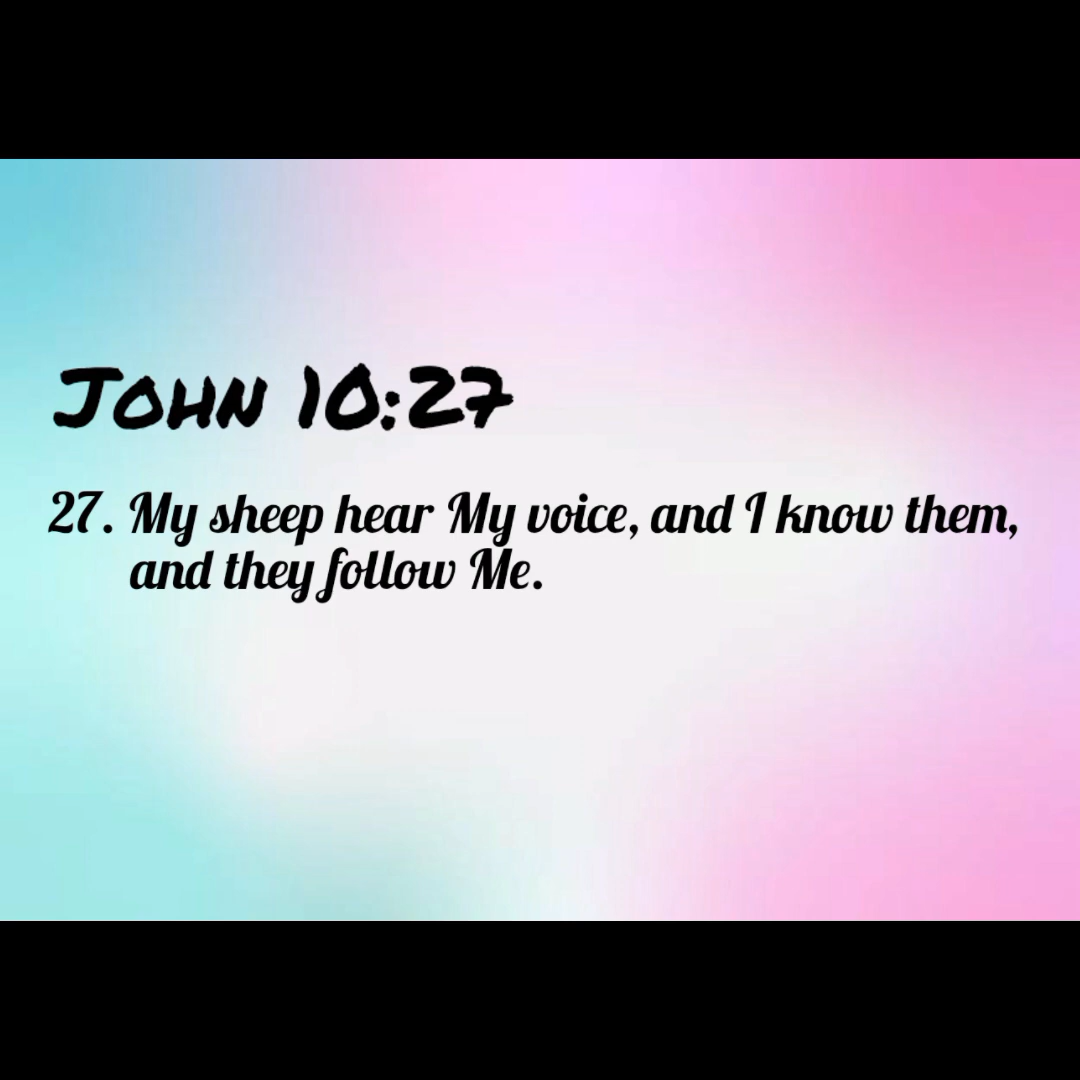 John 10:27
27. My sheep hear My voice, and I know them,
and they follow Me.